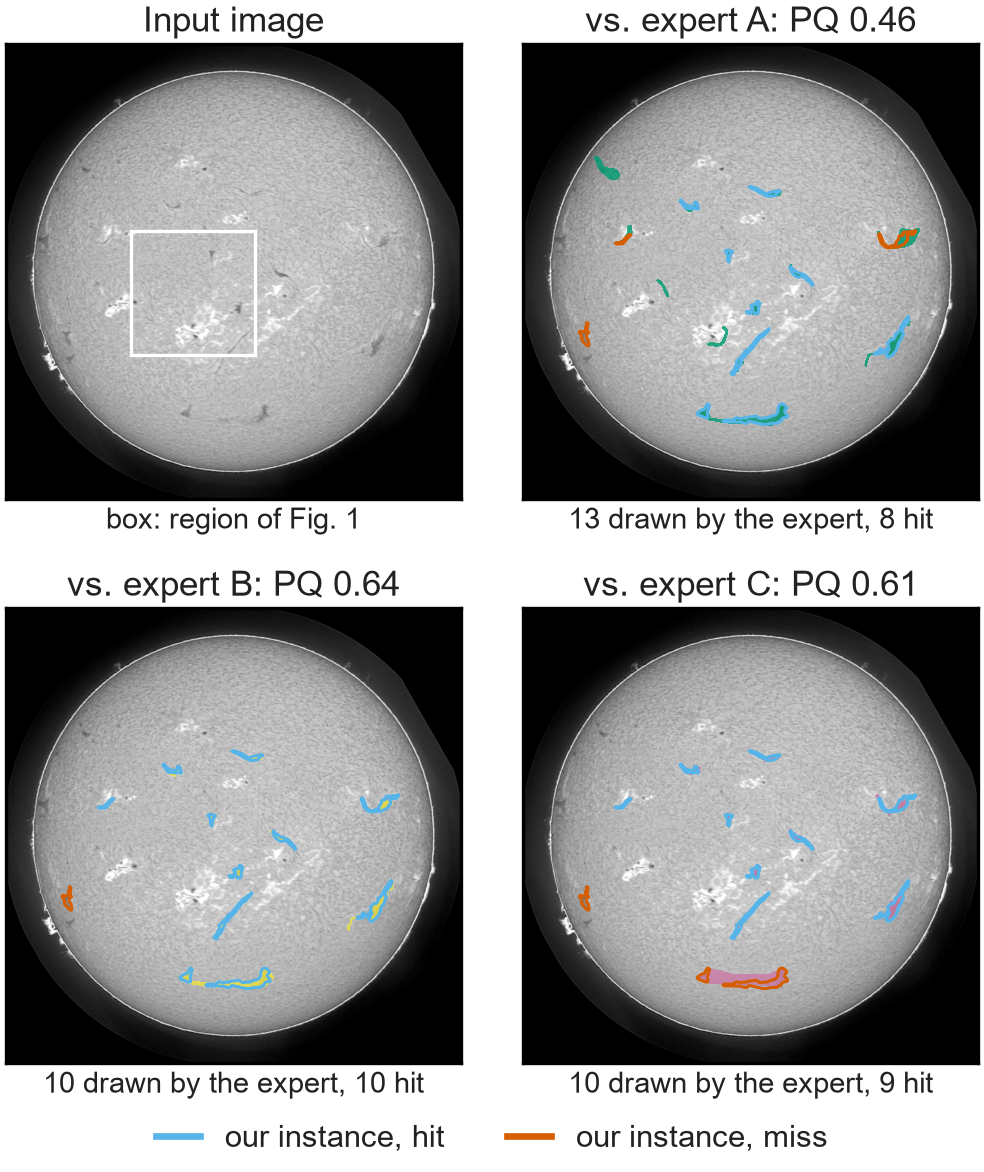 Input image
vs. expert A: PQ 0.46
box: region of Fig. 1
13 drawn by the expert, 8 hit
vs. expert B: PQ 0.64
vs. expert C: PQ 0.61
10 drawn by the expert, 10 hit
10 drawn by the expert, 9 hit
our instance, hit
our instance, miss